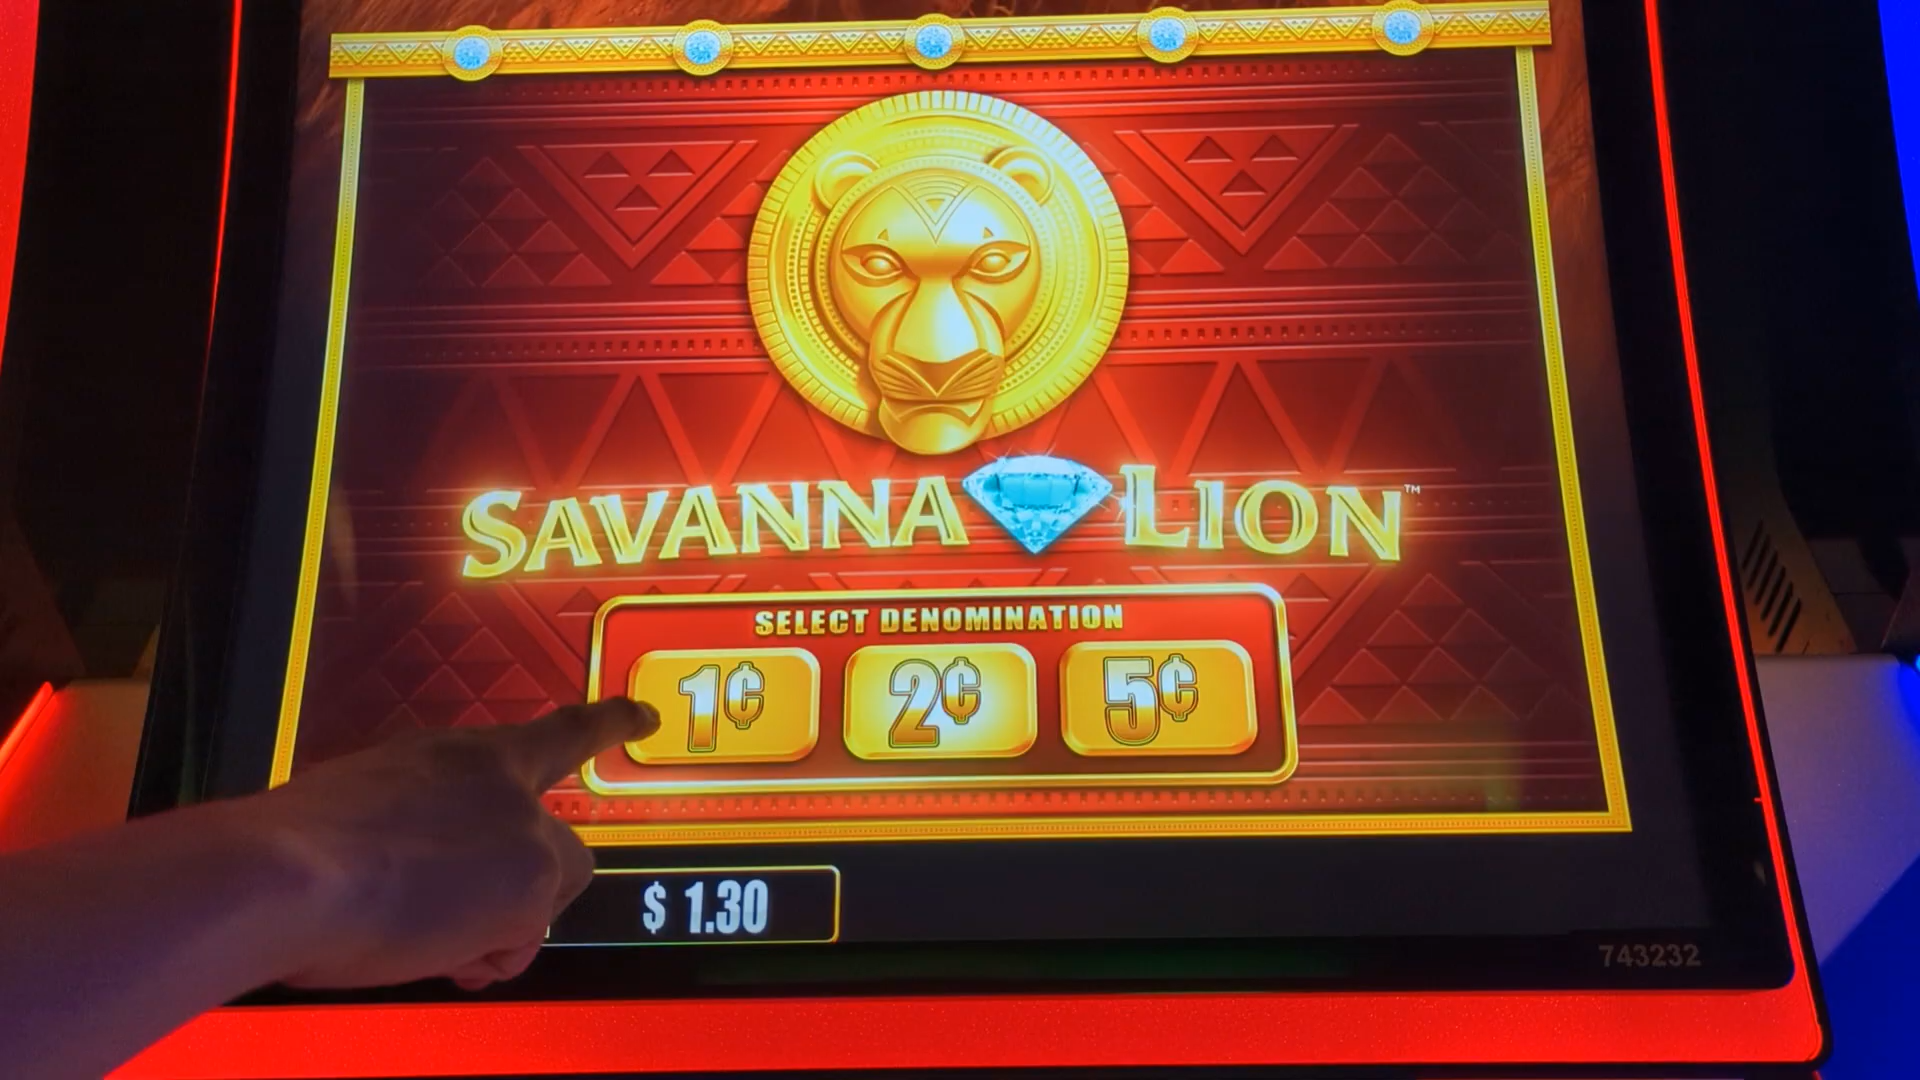 SAVANNA LION™
SELECT DENOMINATION
1¢ 2¢ 5¢
$ 1.30
743232